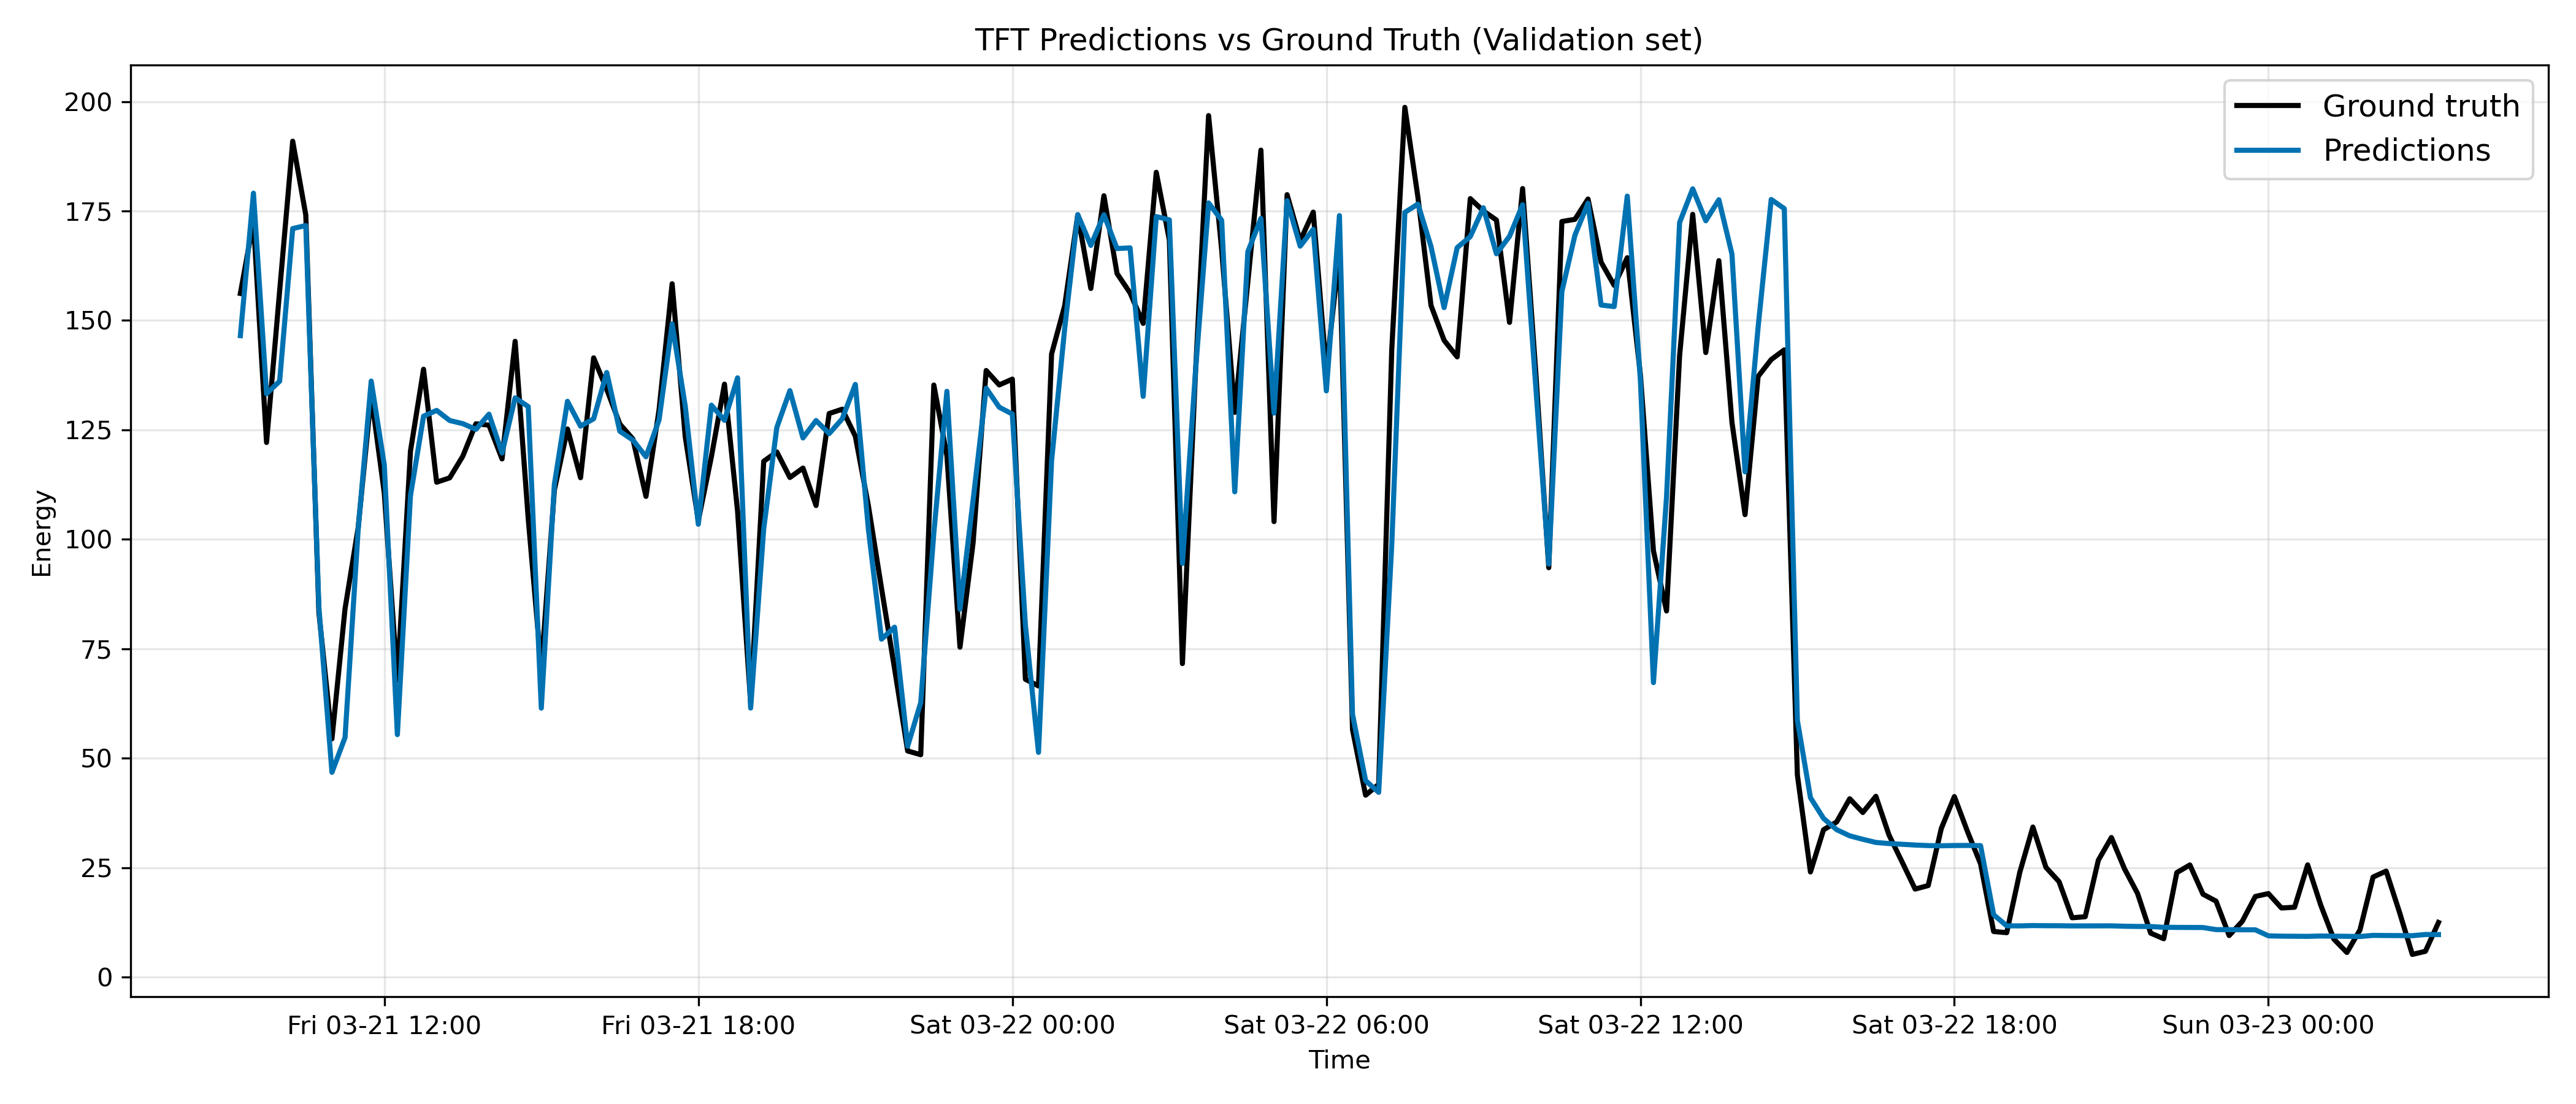 TFT Predictions vs Ground Truth (Validation set)
Ground truth
Predictions
200
175
150
125
100
75
50
25
0
Energy
Fri 03-21 12:00
Fri 03-21 18:00
Sat 03-22 00:00
Sat 03-22 06:00
Sat 03-22 12:00
Sat 03-22 18:00
Sun 03-23 00:00
Time